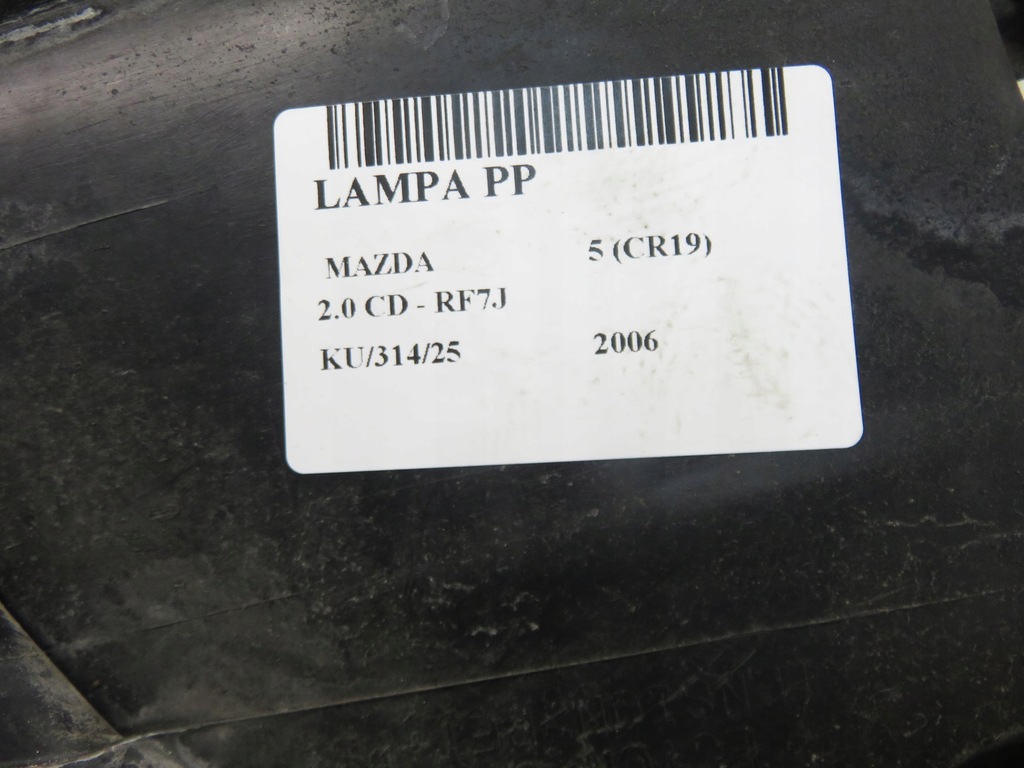 LAMPA PP
MAZDA 5 (CR19)
2.0 CD - RF7J
KU/314/25 2006